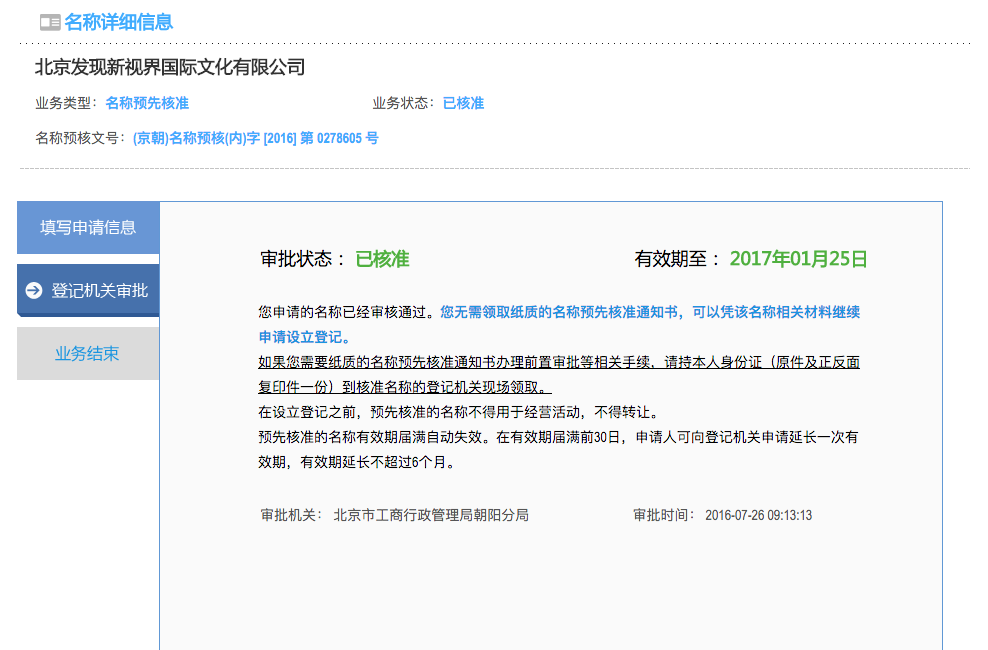 名称详细信息
北京发现新视界国际文化有限公司
业务类型：名称预先核准 业务状态：已核准
名称预核文号：(京朝)名称预核(内)字 [2016] 第 0278605 号
填写申请信息
登记机关审批
业务结束
审批状态 ：已核准 有效期至 ：2017年01月25日
您申请的名称已经审核通过。您无需领取纸质的名称预先核准通知书，可以凭该名称相关材料继续
申请设立登记。
如果您需要纸质的名称预先核准通知书办理前置审批等相关手续，请持本人身份证（原件及正反面
复印件一份）到核准名称的登记机关现场领取。
在设立登记之前，预先核准的名称不得用于经营活动，不得转让。
预先核准的名称有效期届满自动失效。在有效期届满前30日，申请人可向登记机关申请延长一次有
效期，有效期延长不超过6个月。
审批机关： 北京市工商行政管理局朝阳分局 审批时间： 2016-07-26 09:13:13